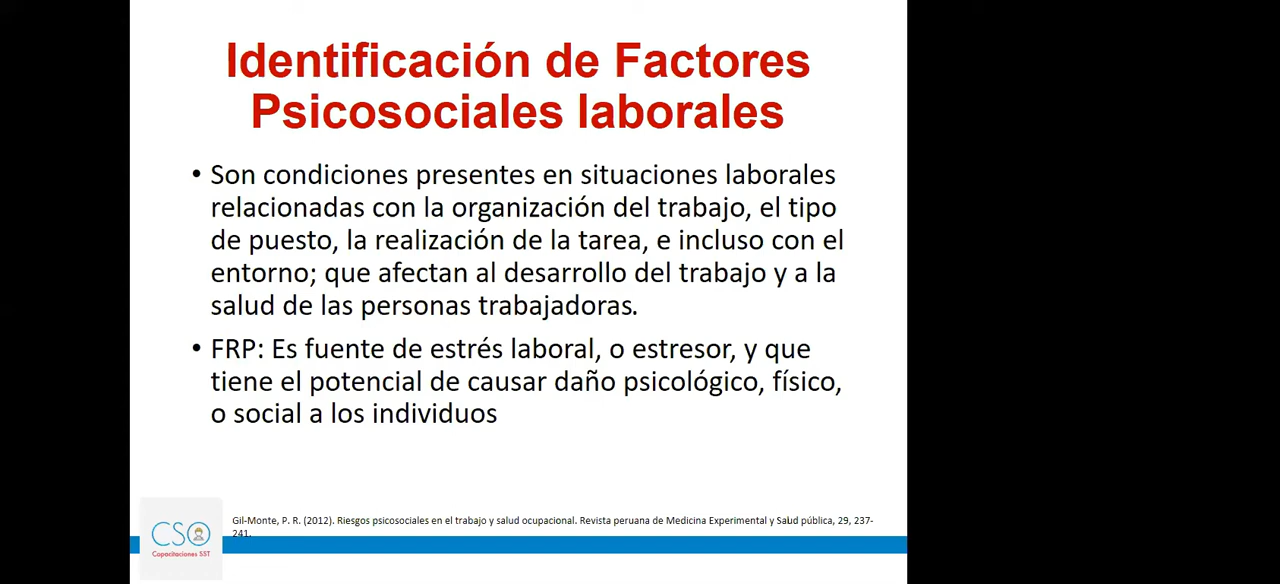 Identificación de Factores
Psicosociales laborales
• Son condiciones presentes en situaciones laborales
relacionadas con la organización del trabajo, el tipo
de puesto, la realización de la tarea, e incluso con el
entorno; que afectan al desarrollo del trabajo y a la
salud de las personas trabajadoras.
• FRP: Es fuente de estrés laboral, o estresor, y que
tiene el potencial de causar daño psicológico, físico,
o social a los individuos
Gil-Monte, P. R. (2012). Riesgos psicosociales en el trabajo y salud ocupacional. Revista peruana de Medicina Experimental y Salud pública, 29, 237-
241.
CSO
Capacitaciones SST